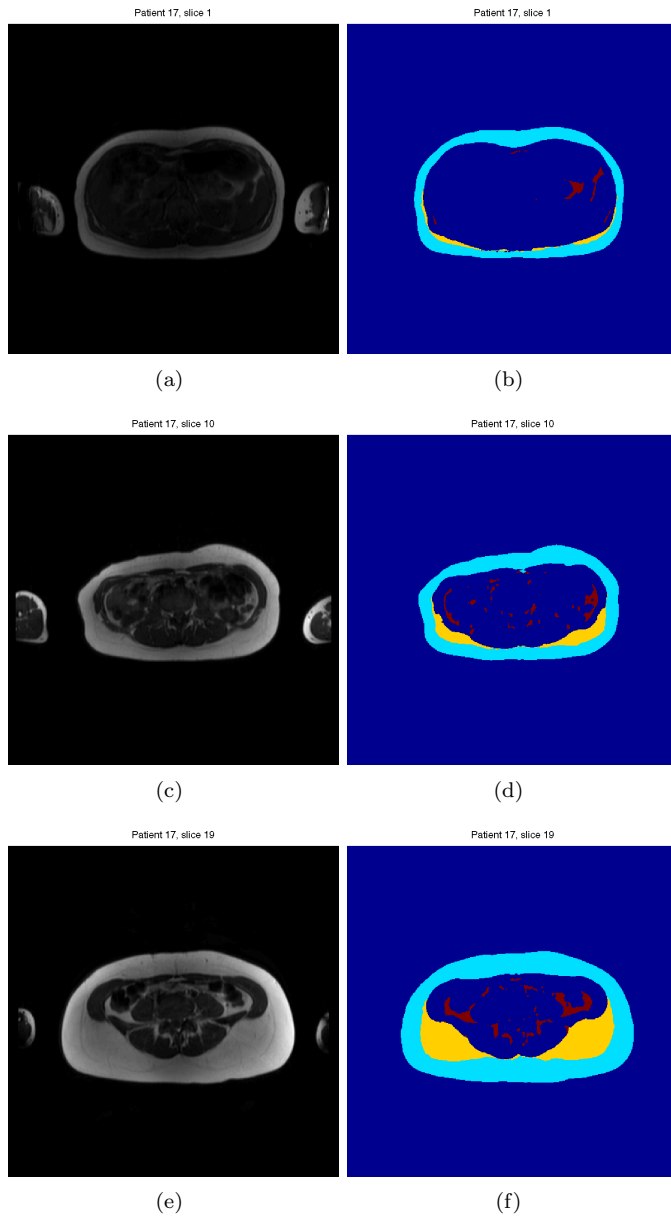 Patient 17, slice 1
Patient 17, slice 1
(a)
(b)
Patient 17, slice 10
Patient 17, slice 10
(c)
(d)
Patient 17, slice 19
Patient 17, slice 19
(e)
(f)